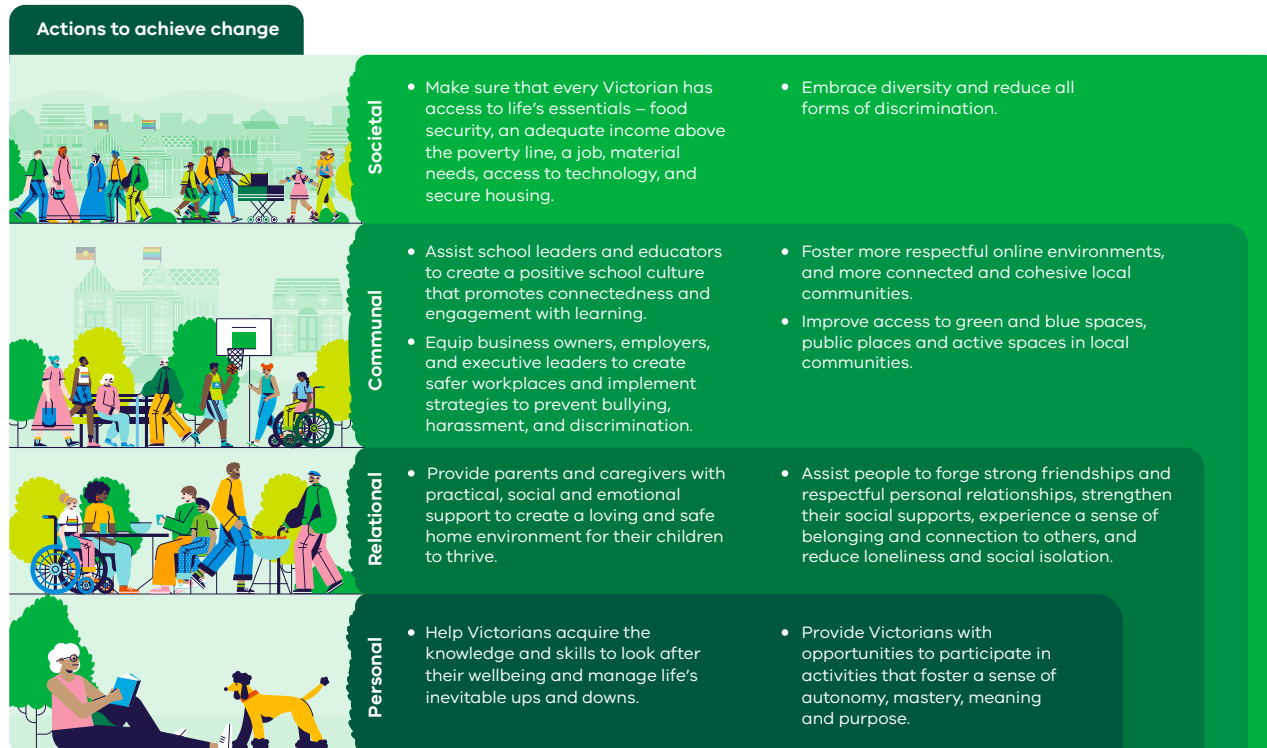 Actions to achieve change
Societal
• Make sure that every Victorian has
access to life's essentials – food
security, an adequate income above
the poverty line, a job, material
needs, access to technology, and
secure housing.
• Embrace diversity and reduce all
forms of discrimination.
Communal
• Assist school leaders and educators
to create a positive school culture
that promotes connectedness and
engagement with learning.
• Equip business owners, employers,
and executive leaders to create
safer workplaces and implement
strategies to prevent bullying,
harassment, and discrimination.
• Foster more respectful online environments,
and more connected and cohesive local
communities.
• Improve access to green and blue spaces,
public places and active spaces in local
communities.
Relational
• Provide parents and caregivers with
practical, social and emotional
support to create a loving and safe
home environment for their children
to thrive.
• Assist people to forge strong friendships and
respectful personal relationships, strengthen
their social supports, experience a sense of
belonging and connection to others, and
reduce loneliness and social isolation.
Personal
• Help Victorians acquire the
knowledge and skills to look after
their wellbeing and manage life's
inevitable ups and downs.
• Provide Victorians with
opportunities to participate in
activities that foster a sense of
autonomy, mastery, meaning
and purpose.